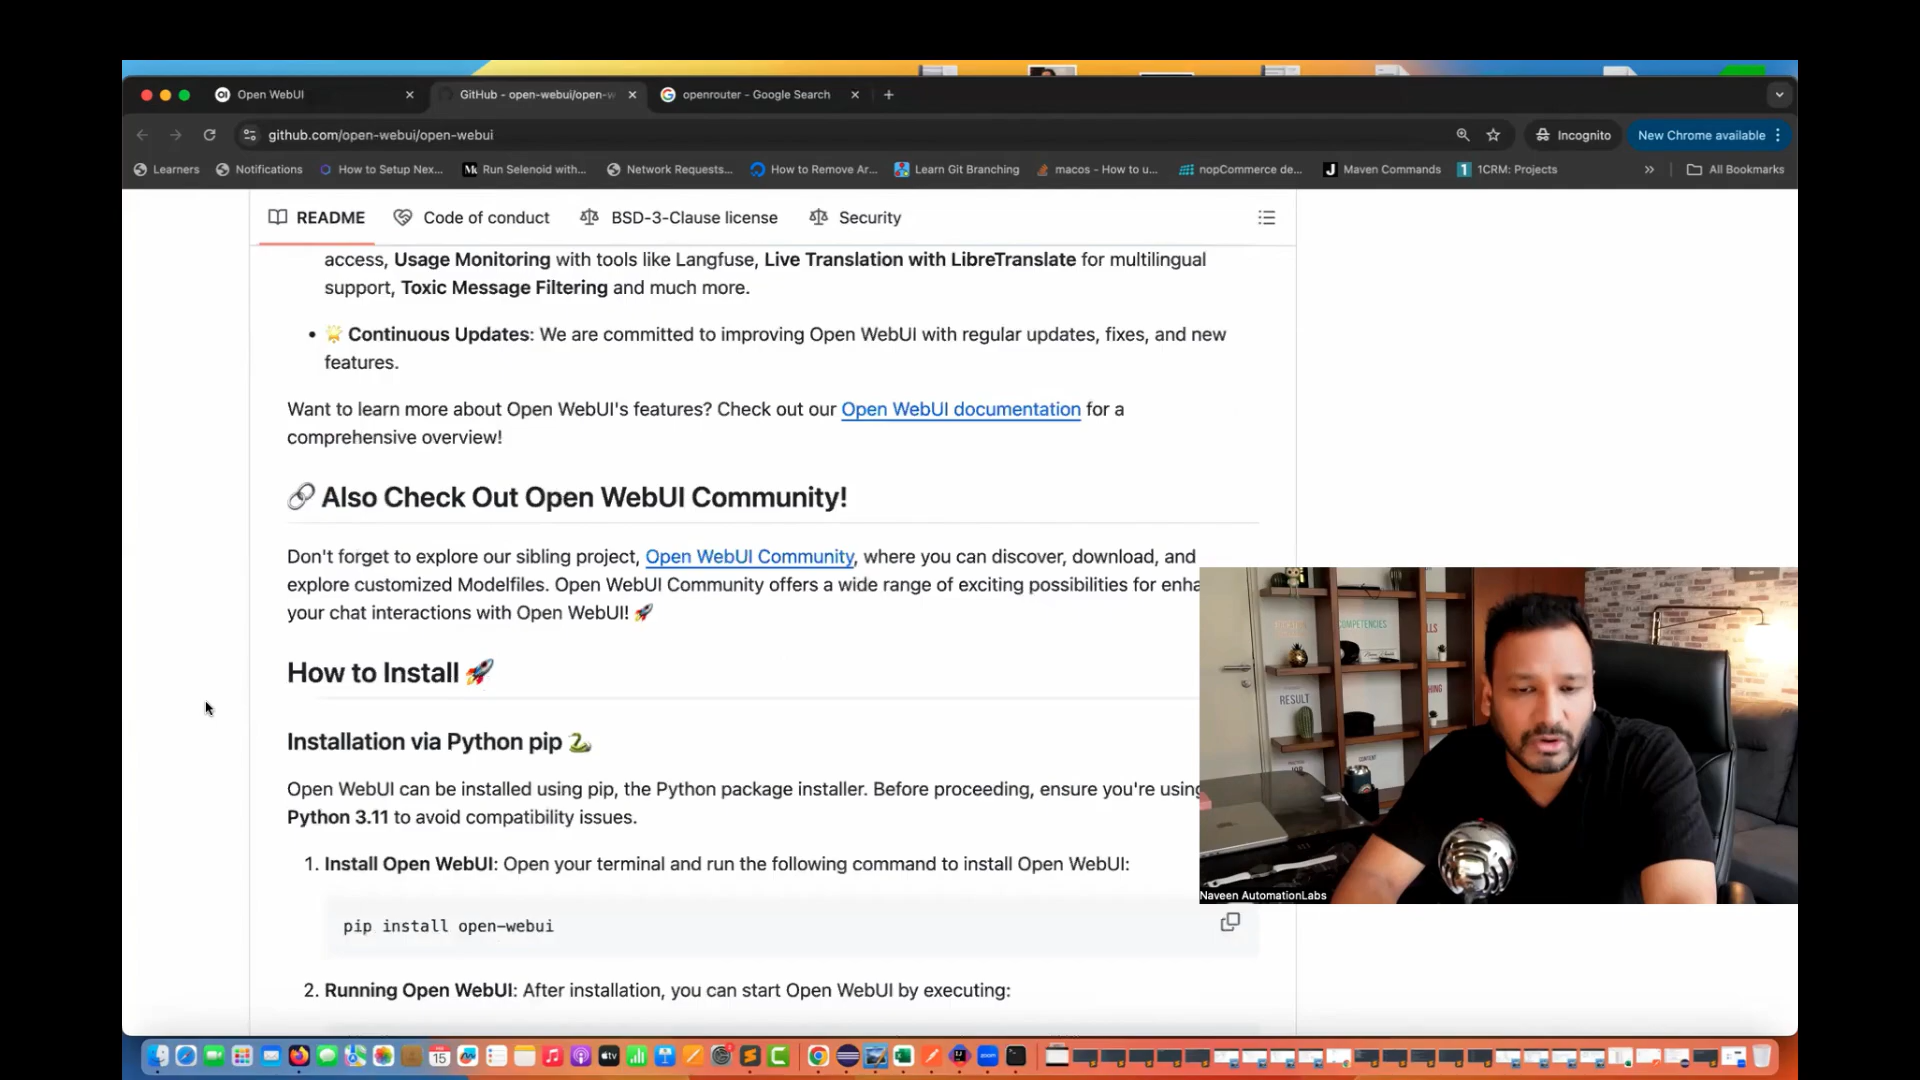 Open WebUI
GitHub - open-webui/open-w
openrouter - Google Search
github.com/open-webui/open-webui
Incognito
New Chrome available
Learners
Notifications
How to Setup Nex...
Run Selenoid with...
Network Requests...
How to Remove Ar...
Learn Git Branching
macos - How to u...
nopCommerce de...
Maven Commands
1CRM: Projects
All Bookmarks
README
Code of conduct
BSD-3-Clause license
Security
access, Usage Monitoring with tools like Langfuse, Live Translation with LibreTranslate for multilingual
support, Toxic Message Filtering and much more.
• 🌟 Continuous Updates: We are committed to improving Open WebUI with regular updates, fixes, and new
features.
Want to learn more about Open WebUI's features? Check out our Open WebUI documentation for a
comprehensive overview!
🔗 Also Check Out Open WebUI Community!
Don't forget to explore our sibling project, Open WebUI Community, where you can discover, download, and
explore customized Modelfiles. Open WebUI Community offers a wide range of exciting possibilities for enha
your chat interactions with Open WebUI! 🚀
How to Install 🚀
Installation via Python pip 🐍
Open WebUI can be installed using pip, the Python package installer. Before proceeding, ensure you're using
Python 3.11 to avoid compatibility issues.
1. Install Open WebUI: Open your terminal and run the following command to install Open WebUI:
pip install open-webui
2. Running Open WebUI: After installation, you can start Open WebUI by executing:
COMPETENCIES
RESULT
CONTENT
Naveen AutomationLabs
15
tv